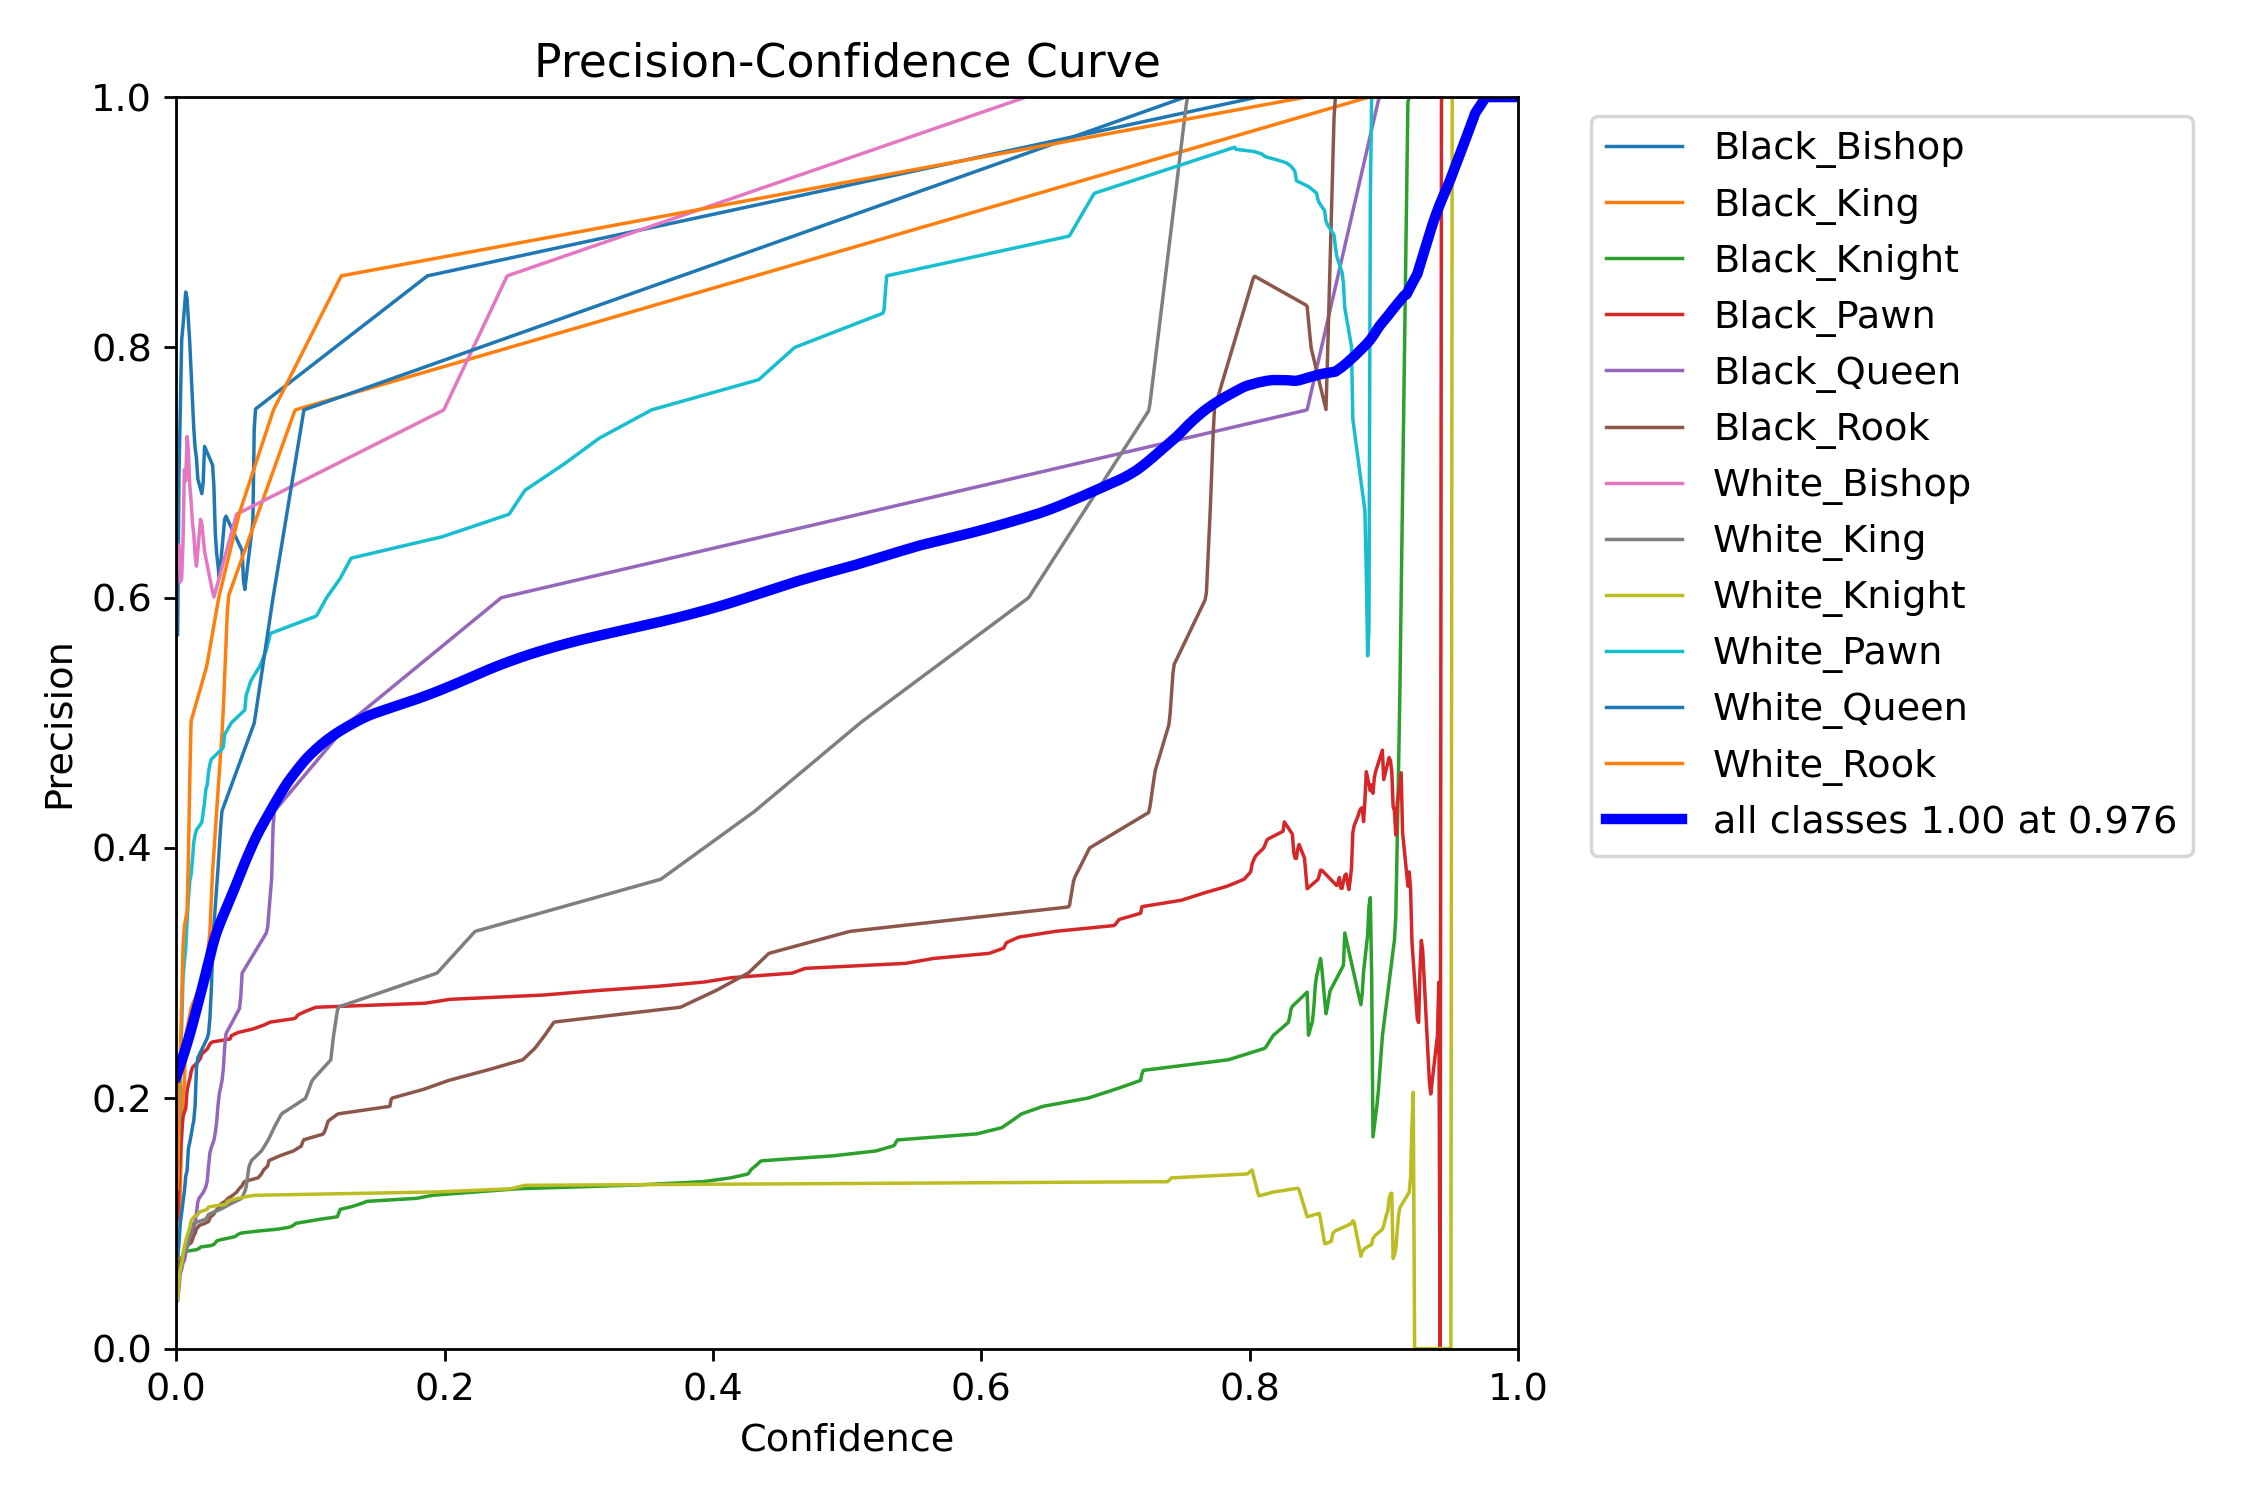 Precision-Confidence Curve
1.0
0.8
0.6
0.4
0.2
0.0
Precision
0.0 0.2 0.4 0.6 0.8 1.0
Confidence
Black_Bishop
Black_King
Black_Knight
Black_Pawn
Black_Queen
Black_Rook
White_Bishop
White_King
White_Knight
White_Pawn
White_Queen
White_Rook
all classes 1.00 at 0.976